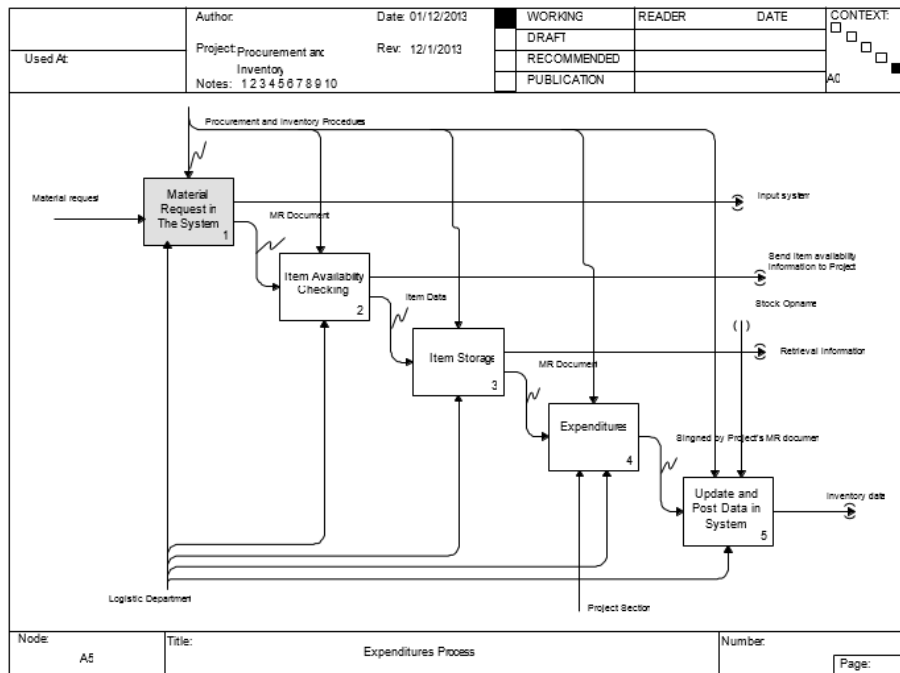 Used At:
Author:
Date: 01/12/2013
Project: Procurement and
Inventory
Rev: 12/1/2013
Notes: 1 2 3 4 5 6 7 8 9 10
WORKING
DRAFT
RECOMMENDED
PUBLICATION
READER
DATE
CONTEXT:
A0
Procurement and Inventory Procedures
Material request
Material
Request in
The System
1
Input system
MR Document
Item Availability
Checking
2
Send item availability
information to Project
Item Data
Stock Opname
( )
Item Storage
3
Retrieval Information
MR Document
Expenditures
4
Singned by Project's MR document
Update and
Post Data in
System
5
Inventory data
Logistic Department
Project Section
Node:
A5
Title:
Expenditures Process
Number:
Page: